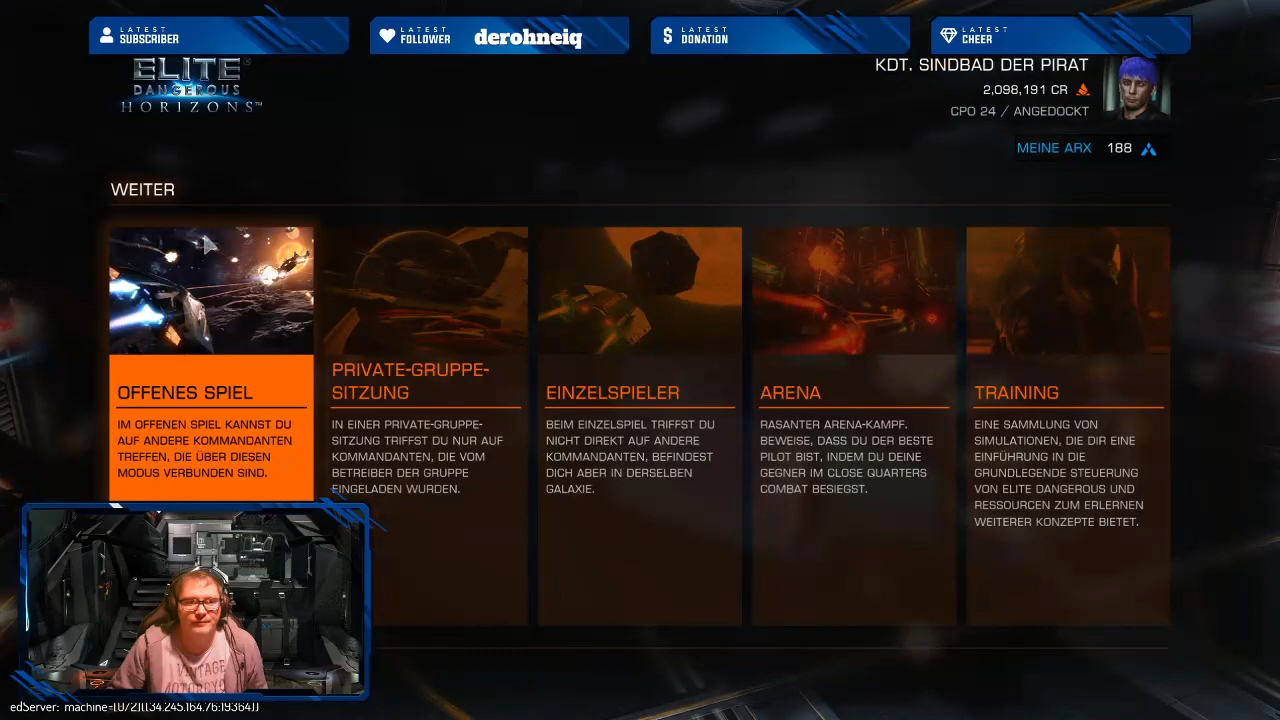 LATEST
SUBSCRIBER
LATEST
FOLLOWER derohneiq
LATEST
DONATION
LATEST
CHEER
ELITE
DANGEROUS
HORIZONS™
KDT. SINDBAD DER PIRAT
2,098,191 CR
CPO 24 / ANGEDOCKT
MEINE ARX 188
WEITER
OFFENES SPIEL
IM OFFENEN SPIEL KANNST DU
AUF ANDERE KOMMANDANTEN
TREFFEN, DIE ÜBER DIESEN
MODUS VERBUNDEN SIND.
PRIVATE-GRUPPE-
SITZUNG
IN EINER PRIVATE-GRUPPE-
SITZUNG TRIFFST DU NUR AUF
KOMMANDANTEN, DIE VOM
BETREIBER DER GRUPPE
EINGELADEN WURDEN.
EINZELSPIELER
BEIM EINZELSPIEL TRIFFST DU
NICHT DIREKT AUF ANDERE
KOMMANDANTEN, BEFINDEST
DICH ABER IN DERSELBEN
GALAXIE.
ARENA
RASANTER ARENA-KAMPF.
BEWEISE, DASS DU DER BESTE
PILOT BIST, INDEM DU DEINE
GEGNER IM CLOSE QUARTERS
COMBAT BESIEGST.
TRAINING
EINE SAMMLUNG VON
SIMULATIONEN, DIE DIR EINE
EINFÜHRUNG IN DIE
GRUNDLEGENDE STEUERUNG
VON ELITE DANGEROUS UND
RESSOURCEN ZUM ERLERNEN
WEITERER KONZEPTE BIETET.
VINTAGE
edServer: